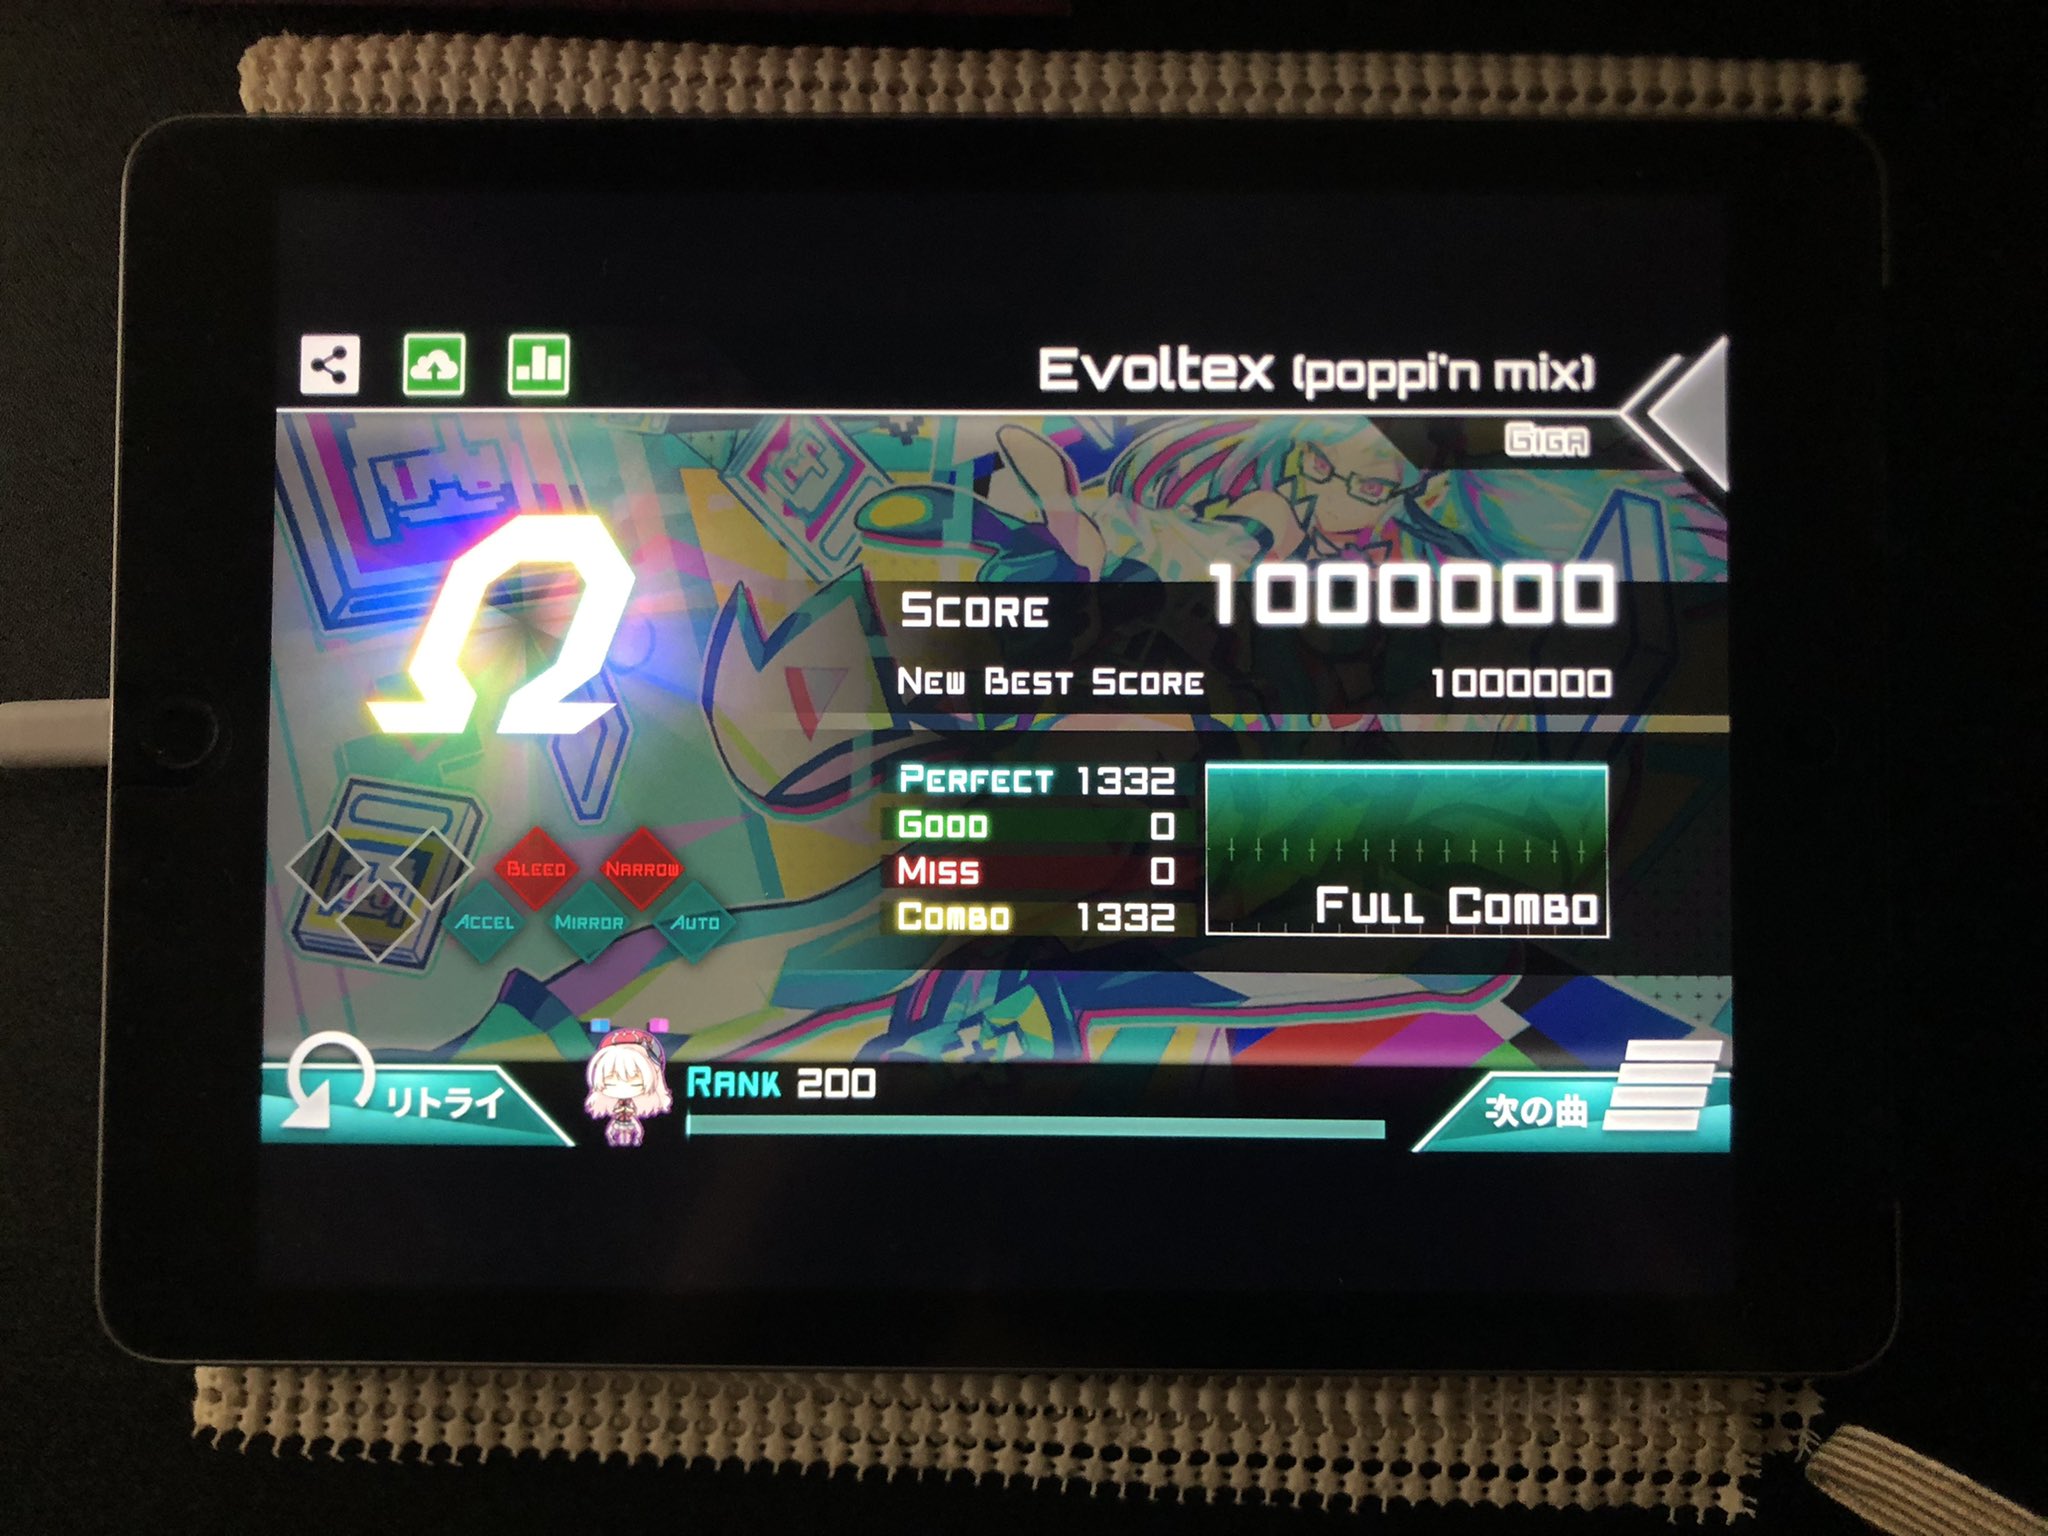 Evoltex (poppi'n mix)
Giga
Ω
Score 1000000
New Best Score 1000000
Perfect 1332
Good 0
Miss 0
Combo 1332
Full Combo
Bleed Narrow
Accel Mirror Auto
リトライ
Rank 200
次の曲